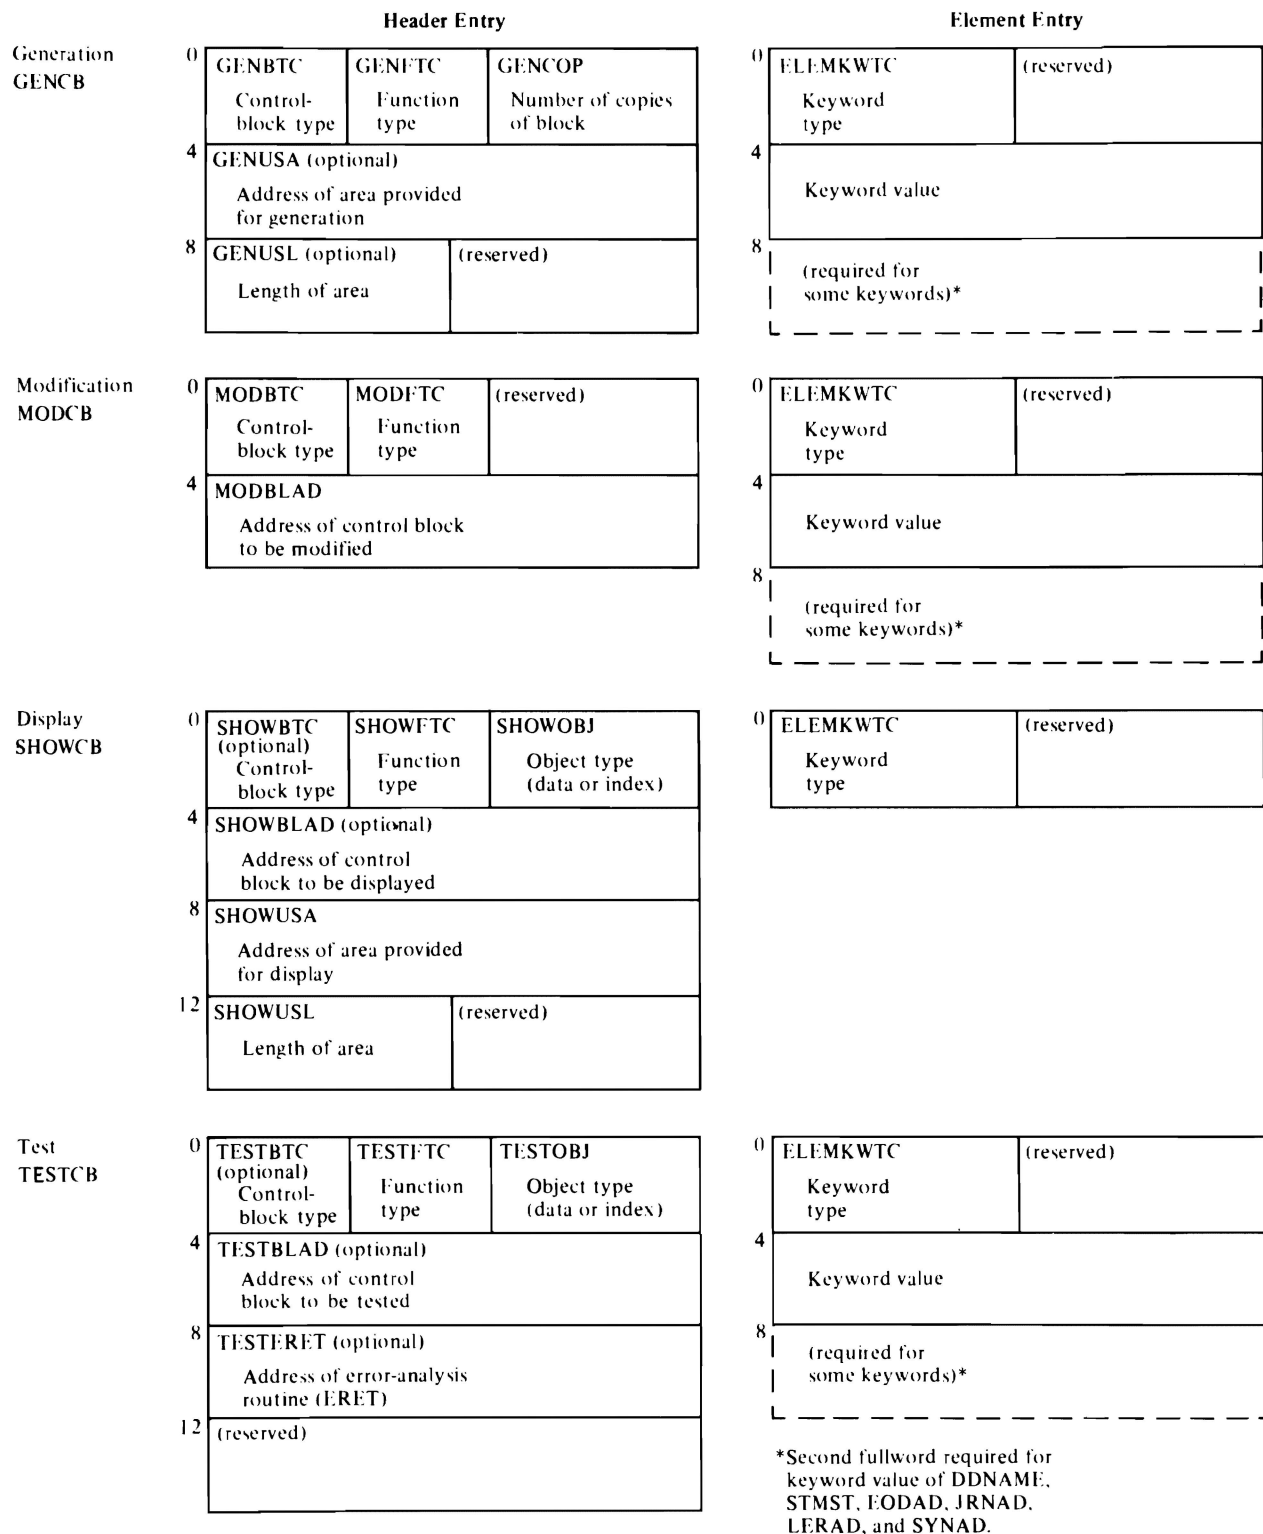 Header Entry
Element Entry
Generation
GENCB
0
GENBTC
Control-
block type
GENFTC
Function
type
GENCOP
Number of copies
of block
4
GENUSA (optional)
Address of area provided
for generation
8
GENUSL (optional)
Length of area
(reserved)
0
ELEMKWTC
Keyword
type
(reserved)
4
Keyword value
8
(required for
some keywords)*
Modification
MODCB
0
MODBTC
Control-
block type
MODFTC
Function
type
(reserved)
4
MODBLAD
Address of control block
to be modified
0
ELEMKWTC
Keyword
type
(reserved)
4
Keyword value
8
(required for
some keywords)*
Display
SHOWCB
0
SHOWBTC
(optional)
Control-
block type
SHOWFTC
Function
type
SHOWOBJ
Object type
(data or index)
4
SHOWBLAD (optional)
Address of control
block to be displayed
8
SHOWUSA
Address of area provided
for display
12
SHOWUSL
Length of area
(reserved)
0
ELEMKWTC
Keyword
type
(reserved)
Test
TESTCB
0
TESTBTC
(optional)
Control-
block type
TESTFTC
Function
type
TESTOBJ
Object type
(data or index)
4
TESTBLAD (optional)
Address of control
block to be tested
8
TESTERET (optional)
Address of error-analysis
routine (ERET)
12
(reserved)
0
ELEMKWTC
Keyword
type
(reserved)
4
Keyword value
8
(required for
some keywords)*
*Second fullword required for
keyword value of DDNAME,
STMST, EODAD, JRNAD,
LERAD, and SYNAD.